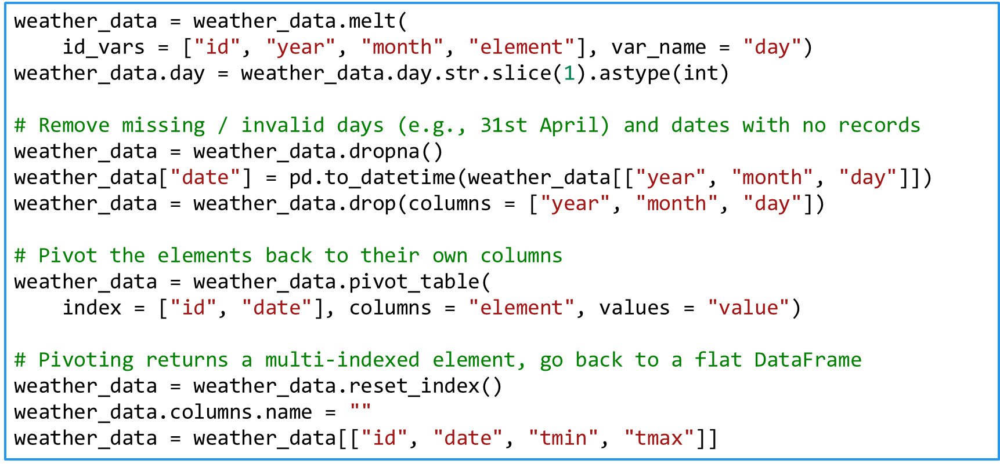 weather_data = weather_data.melt(
    id_vars = ["id", "year", "month", "element"], var_name = "day")
weather_data.day = weather_data.day.str.slice(1).astype(int)

# Remove missing / invalid days (e.g., 31st April) and dates with no records
weather_data = weather_data.dropna()
weather_data["date"] = pd.to_datetime(weather_data[["year", "month", "day"]])
weather_data = weather_data.drop(columns = ["year", "month", "day"])

# Pivot the elements back to their own columns
weather_data = weather_data.pivot_table(
    index = ["id", "date"], columns = "element", values = "value")

# Pivoting returns a multi-indexed element, go back to a flat DataFrame
weather_data = weather_data.reset_index()
weather_data.columns.name = ""
weather_data = weather_data[["id", "date", "tmin", "tmax"]]